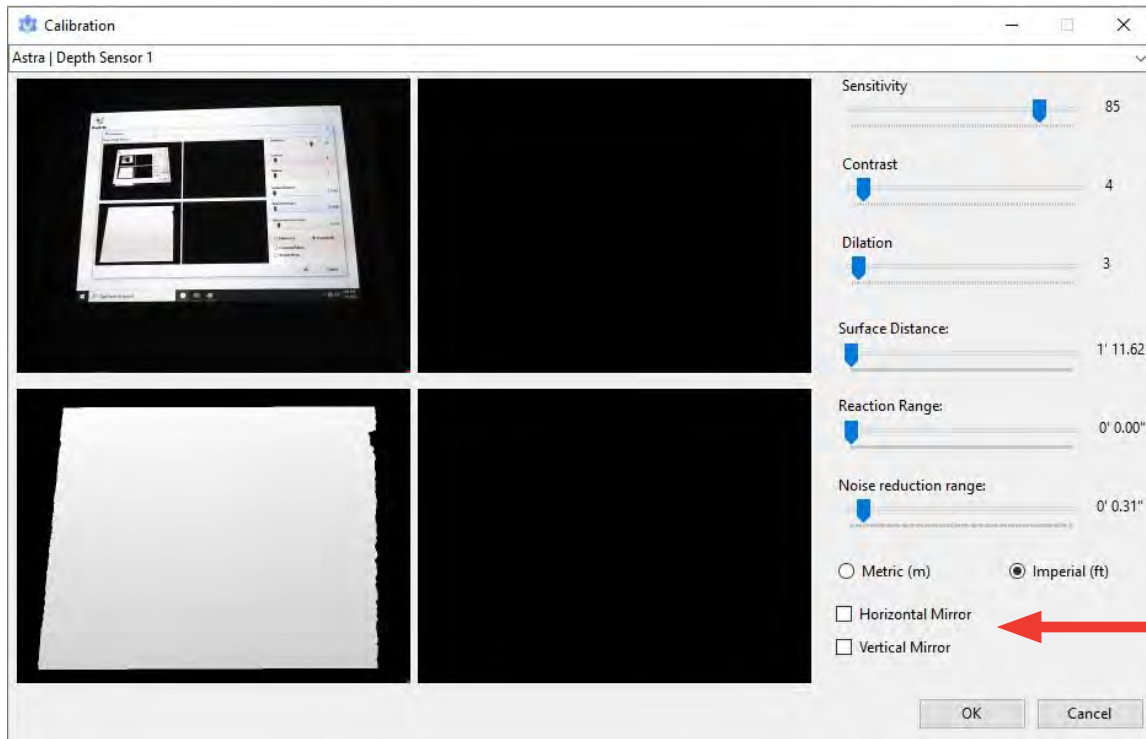 Calibration
Astra | Depth Sensor 1
Sensitivity
85
Contrast
4
Dilation
3
Surface Distance:
1' 11.62
Reaction Range:
0' 0.00"
Noise reduction range:
0' 0.31"
Metric (m) Imperial (ft)
Horizontal Mirror
Vertical Mirror
OK Cancel